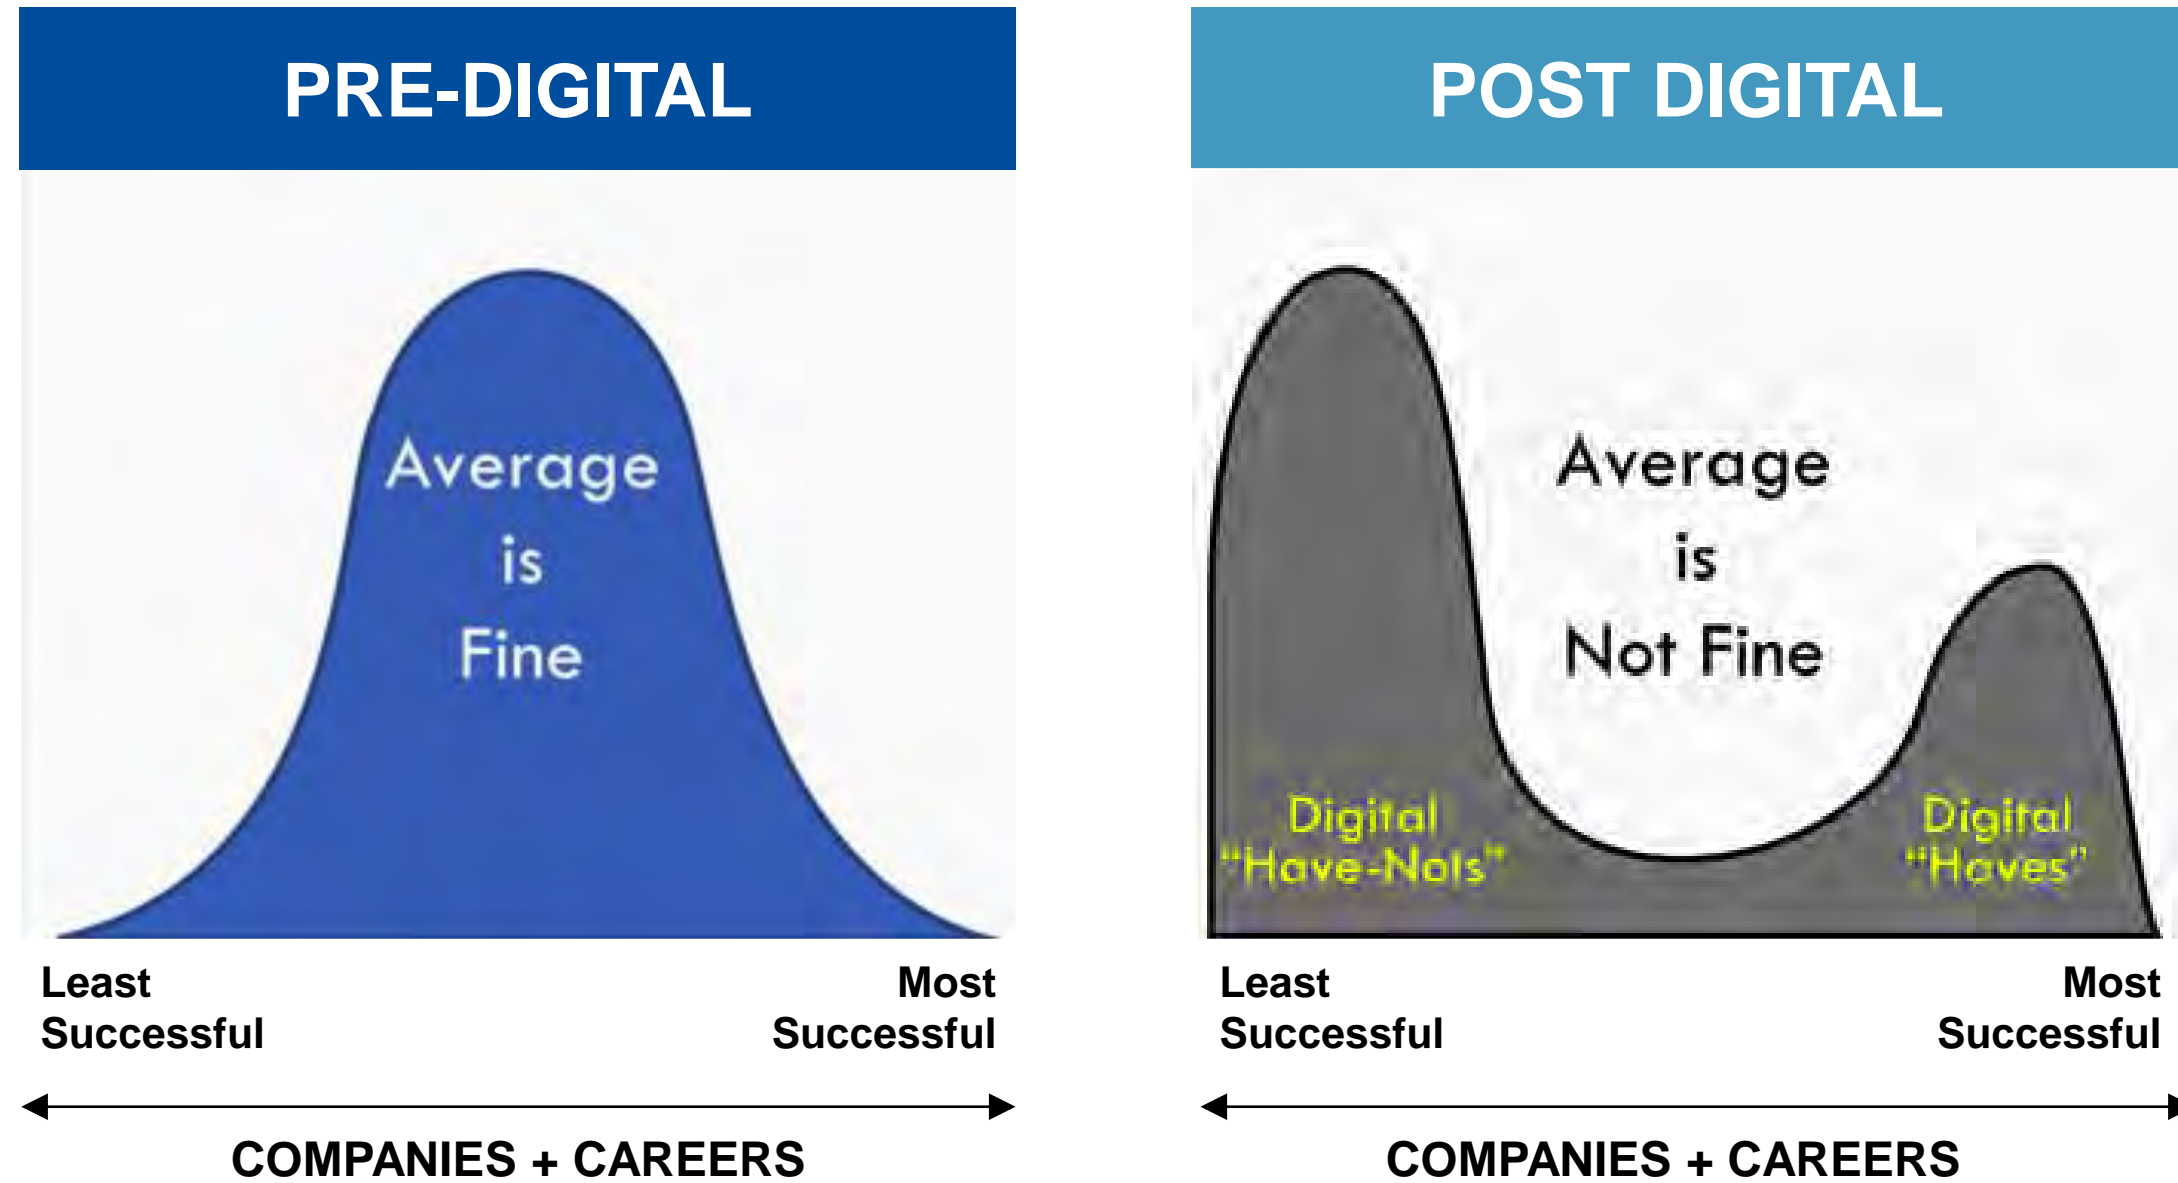 PRE-DIGITAL
Average
is
Fine
Least
Successful
Most
Successful
COMPANIES + CAREERS
POST DIGITAL
Average
is
Not Fine
Digital
"Have-Nots"
Digital
"Haves"
Least
Successful
Most
Successful
COMPANIES + CAREERS